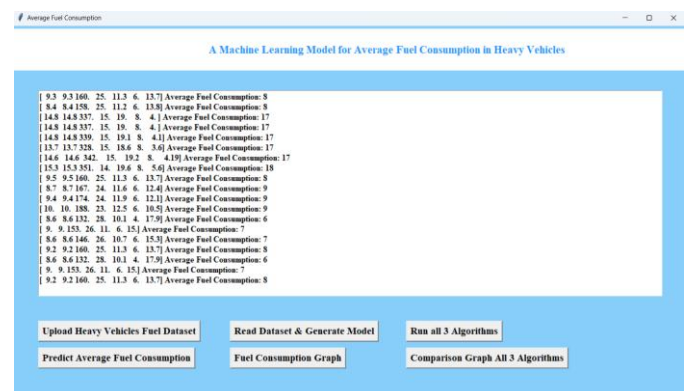 Average Fuel Consumption
A Machine Learning Model for Average Fuel Consumption in Heavy Vehicles
[ 9.3 9.3 160. 25. 11.3 6. 13.7] Average Fuel Consumption: 8
[ 8.4 8.4 158. 25. 11.2 6. 13.8] Average Fuel Consumption: 8
[ 14.8 14.8 337. 15. 19. 8. 4. ] Average Fuel Consumption: 17
[ 14.8 14.8 337. 15. 19. 8. 4. ] Average Fuel Consumption: 17
[ 14.8 14.8 339. 15. 19.1 8. 4.1] Average Fuel Consumption: 17
[ 13.7 13.7 328. 15. 18.6 8. 3.6] Average Fuel Consumption: 17
[ 14.6 14.6 342. 15. 19.2 8. 4.19] Average Fuel Consumption: 17
[ 15.3 15.3 351. 14. 19.6 8. 5.6] Average Fuel Consumption: 18
[ 9.5 9.5 160. 25. 11.3 6. 13.7] Average Fuel Consumption: 8
[ 8.7 8.7 167. 24. 11.6 6. 12.4] Average Fuel Consumption: 9
[ 9.4 9.4 174. 24. 11.9 6. 12.1] Average Fuel Consumption: 9
[ 10. 10. 188. 23. 12.5 6. 10.5] Average Fuel Consumption: 9
[ 8.6 8.6 132. 28. 10.1 4. 17.9] Average Fuel Consumption: 6
[ 9. 9. 153. 26. 11. 6. 15.] Average Fuel Consumption: 7
[ 8.6 8.6 146. 26. 10.7 6. 15.3] Average Fuel Consumption: 7
[ 9.2 9.2 160. 25. 11.3 6. 13.7] Average Fuel Consumption: 8
[ 8.6 8.6 132. 28. 10.1 4. 17.9] Average Fuel Consumption: 6
[ 9. 9. 153. 26. 11. 6. 15.] Average Fuel Consumption: 7
[ 9.2 9.2 160. 25. 11.3 6. 13.7] Average Fuel Consumption: 8
Upload Heavy Vehicles Fuel Dataset Read Dataset & Generate Model Run all 3 Algorithms
Predict Average Fuel Consumption Fuel Consumption Graph Comparison Graph All 3 Algorithms